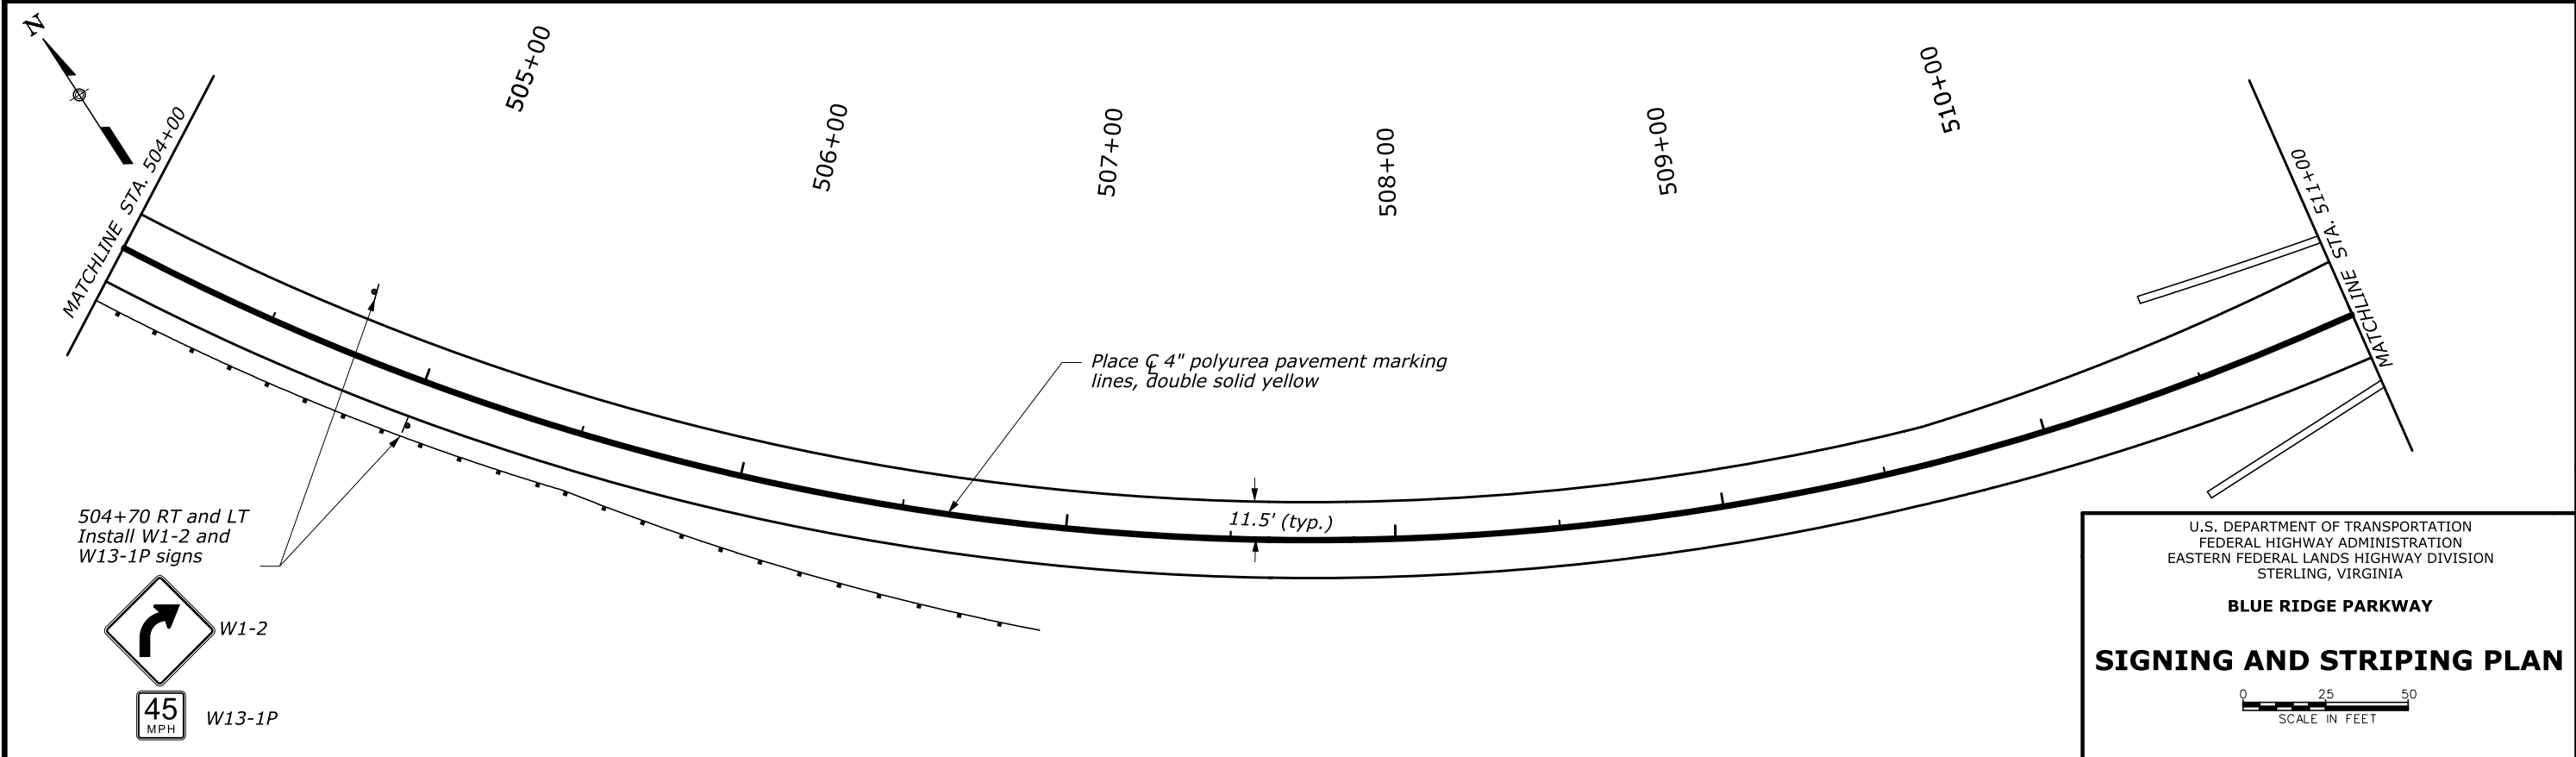 N
MATCHLINE STA. 504+00
505+00
506+00
507+00
508+00
509+00
510+00
MATCHLINE STA. 511+00
Place ℄ 4" polyurea pavement marking
lines, double solid yellow
11.5' (typ.)
504+70 RT and LT
Install W1-2 and
W13-1P signs
W1-2
45
MPH
W13-1P
U.S. DEPARTMENT OF TRANSPORTATION
FEDERAL HIGHWAY ADMINISTRATION
EASTERN FEDERAL LANDS HIGHWAY DIVISION
STERLING, VIRGINIA
BLUE RIDGE PARKWAY
SIGNING AND STRIPING PLAN
0 25 50
SCALE IN FEET